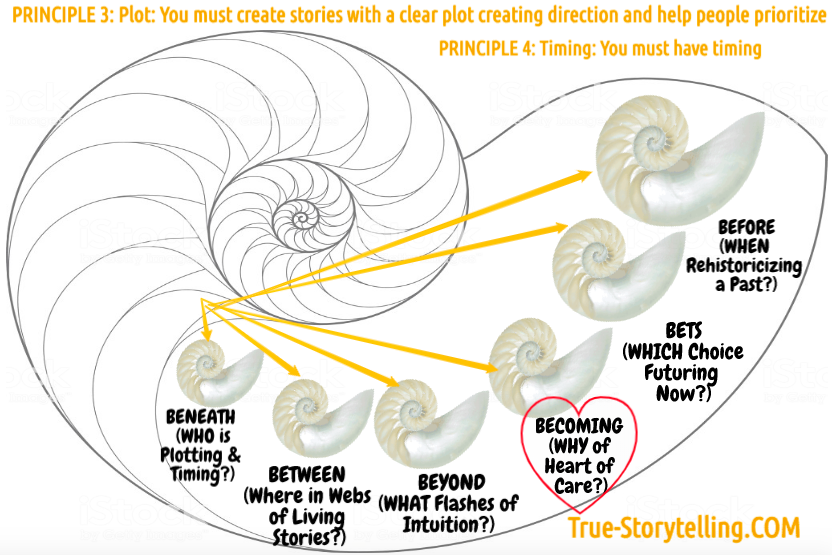 PRINCIPLE 3: Plot: You must create stories with a clear plot creating direction and help people prioritize
PRINCIPLE 4: Timing: You must have timing
BEFORE
(WHEN
Rehistoricizing
a Past?)
BETS
(WHICH Choice
Futuring
Now?)
BECOMING
(WHY of
Heart of
Care?)
BEYOND
(WHAT Flashes of
Intuition?)
BETWEEN
(Where in Webs
of Living
Stories?)
BENEATH
(WHO is
Plotting &
Timing?)
True-Storytelling.COM